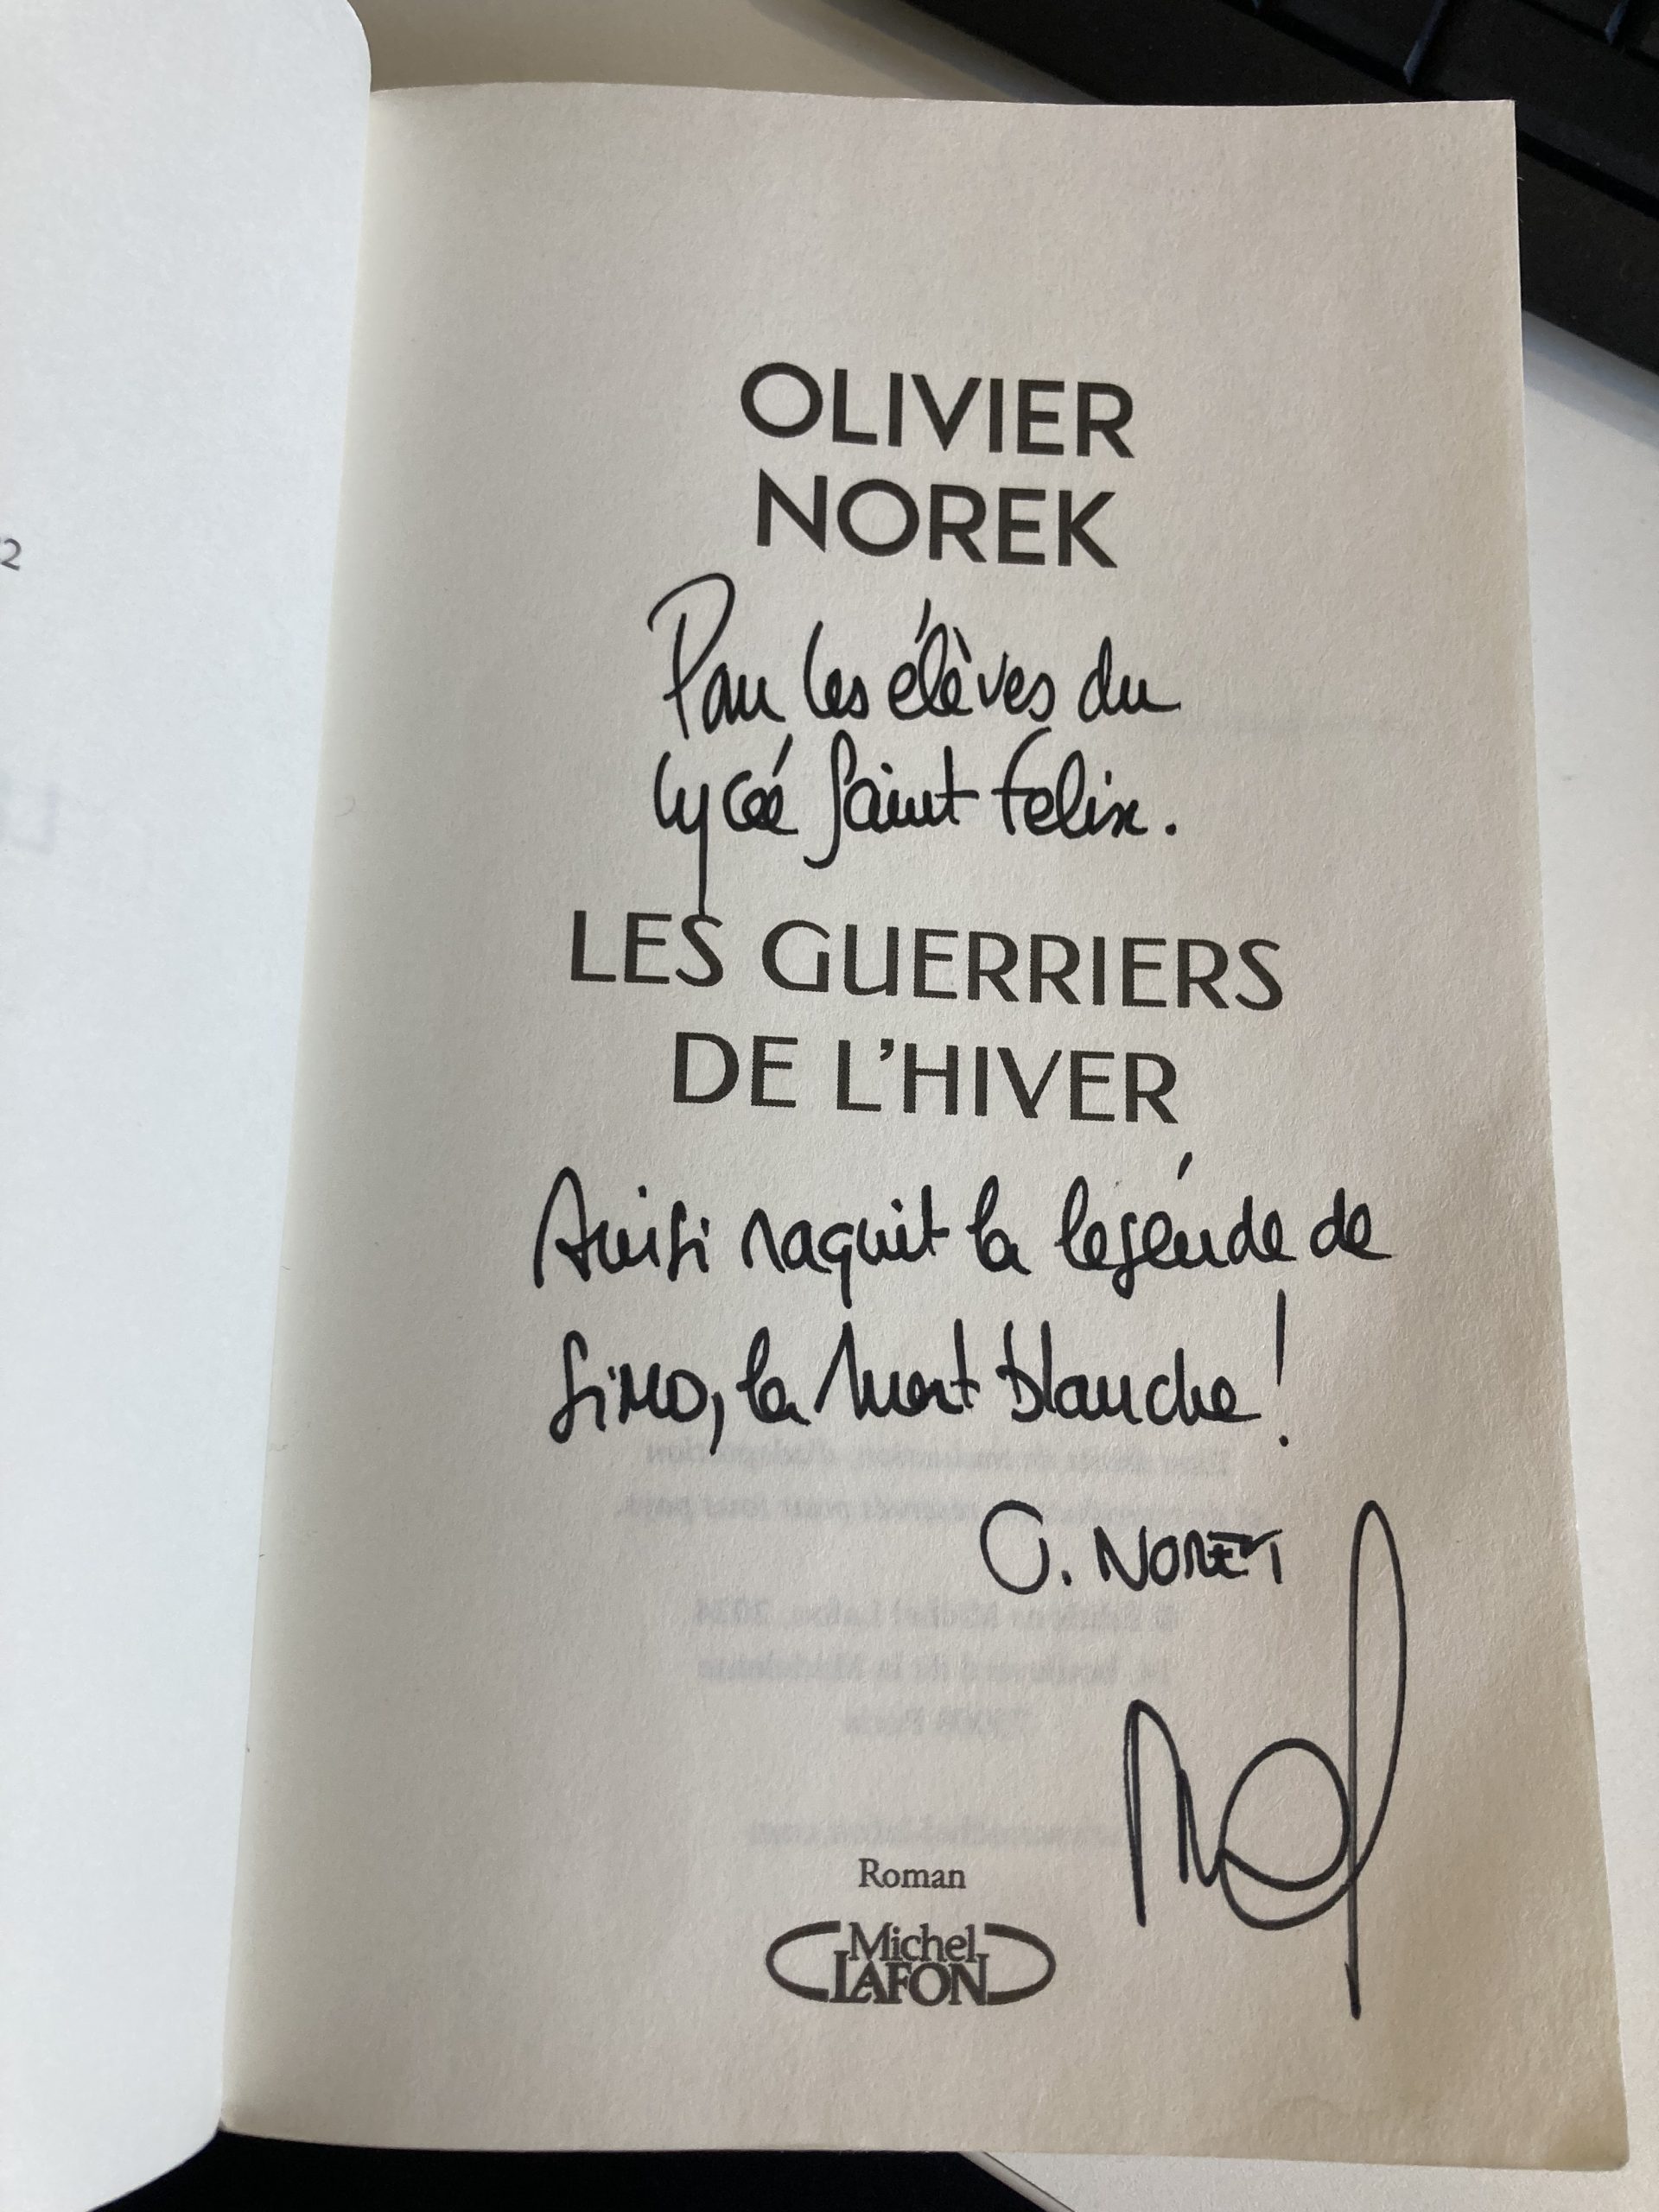 OLIVIER
NOREK
Pour les élèves du
lycée Saint Felix.
LES GUERRIERS
DE L'HIVER
Ainsi naquit la legénde de
Simo, la Mort blanche !
O. NOREK
Roman
Michel
LAFON